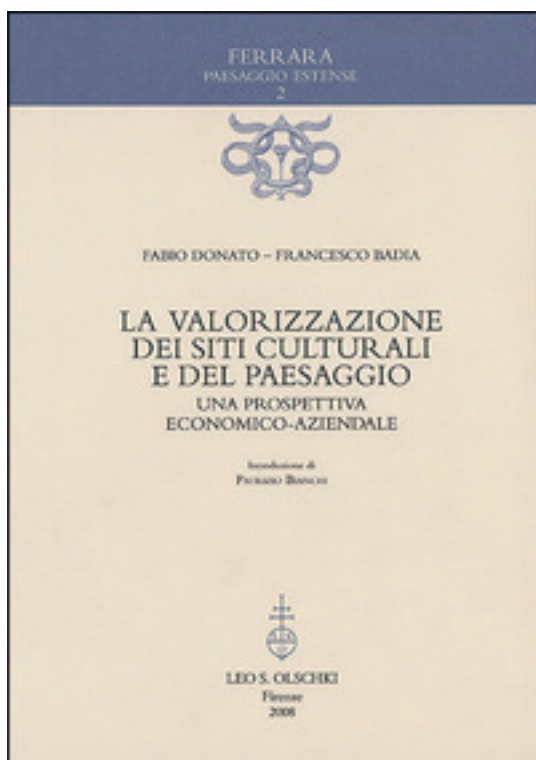 FERRARA
PAESAGGIO ESTENSE
2
FABIO DONATO – FRANCESCO BADIA
LA VALORIZZAZIONE
DEI SITI CULTURALI
E DEL PAESAGGIO
UNA PROSPETTIVA
ECONOMICO-AZIENDALE
Introduzione di
PATRIZIO BIANCHI
LEO S. OLSCHKI
Firenze
2008